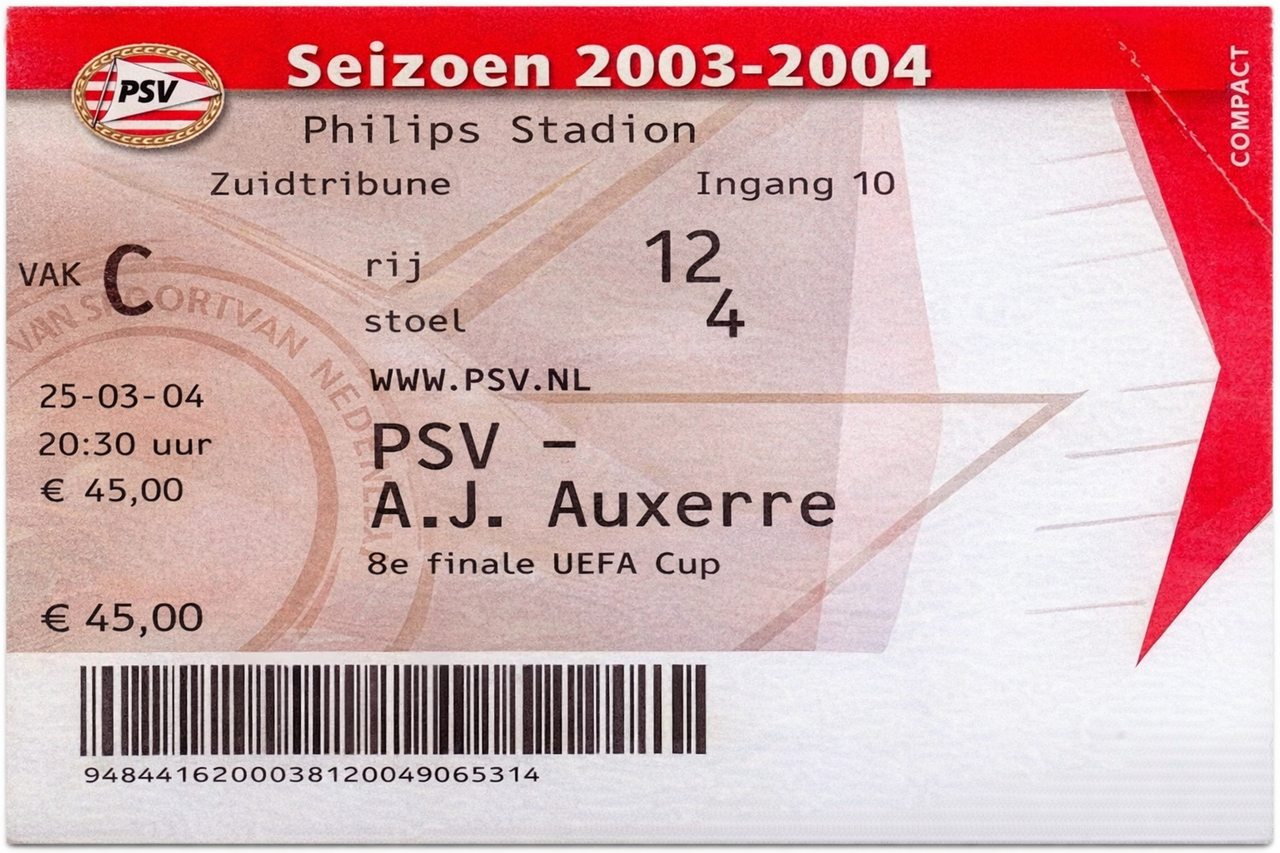 Seizoen 2003-2004
PSV
COMPACT
Philips Stadion
Zuidtribune Ingang 10
VAK C
rij 12
stoel 4
WWW.PSV.NL
25-03-04
20:30 uur
€ 45,00
PSV –
A.J. Auxerre
8e finale UEFA Cup
€ 45,00
9484416200038120049065314